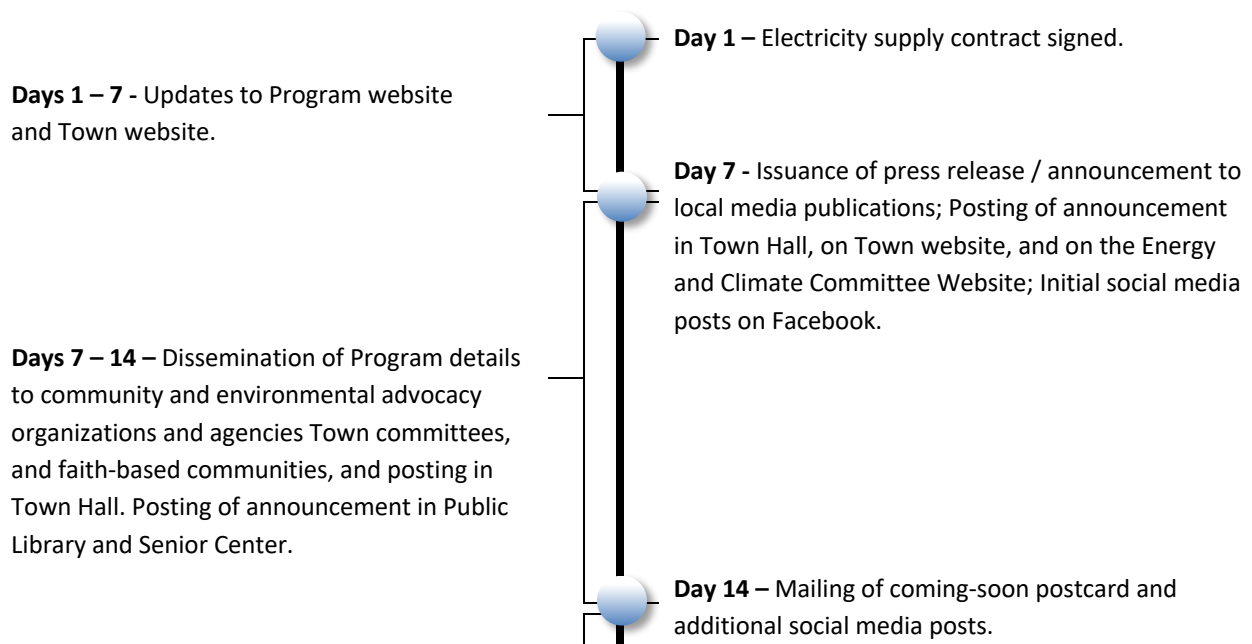 Day 1 – Electricity supply contract signed.
Days 1 – 7 - Updates to Program website
and Town website.
Day 7 - Issuance of press release / announcement to
local media publications; Posting of announcement
in Town Hall, on Town website, and on the Energy
and Climate Committee Website; Initial social media
posts on Facebook.
Days 7 – 14 – Dissemination of Program details
to community and environmental advocacy
organizations and agencies Town committees,
and faith-based communities, and posting in
Town Hall. Posting of announcement in Public
Library and Senior Center.
Day 14 – Mailing of coming-soon postcard and
additional social media posts.